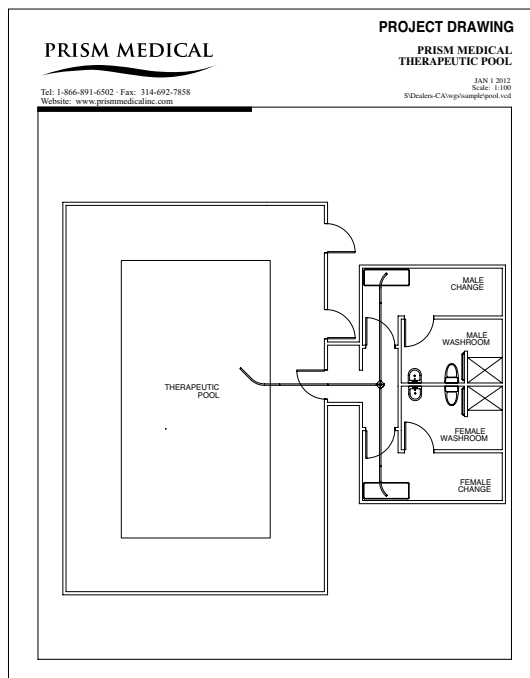 PROJECT DRAWING
PRISM MEDICAL
PRISM MEDICAL
THERAPEUTIC POOL
JAN 1 2012
Scale: 1:100
S\Dealers-CA\wgs\sample\pool.vcd
Tel: 1-866-891-6502 · Fax: 314-692-7858
Website: www.prismmedicalinc.com
MALE
CHANGE
MALE
WASHROOM
THERAPEUTIC
POOL
FEMALE
WASHROOM
FEMALE
CHANGE